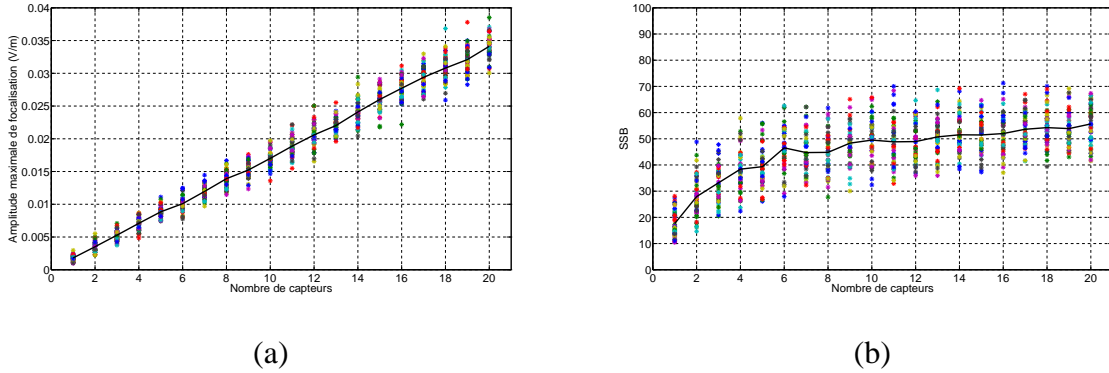 0.04
0.035
0.03
0.025
0.02
0.015
0.01
0.005
0
Amplitude maximale de focalisation (V/m)
0 2 4 6 8 10 12 14 16 18 20
Nombre de capteurs
(a)
100
90
80
70
60
50
40
30
20
10
0
SSB
0 2 4 6 8 10 12 14 16 18 20
Nombre de capteurs
(b)